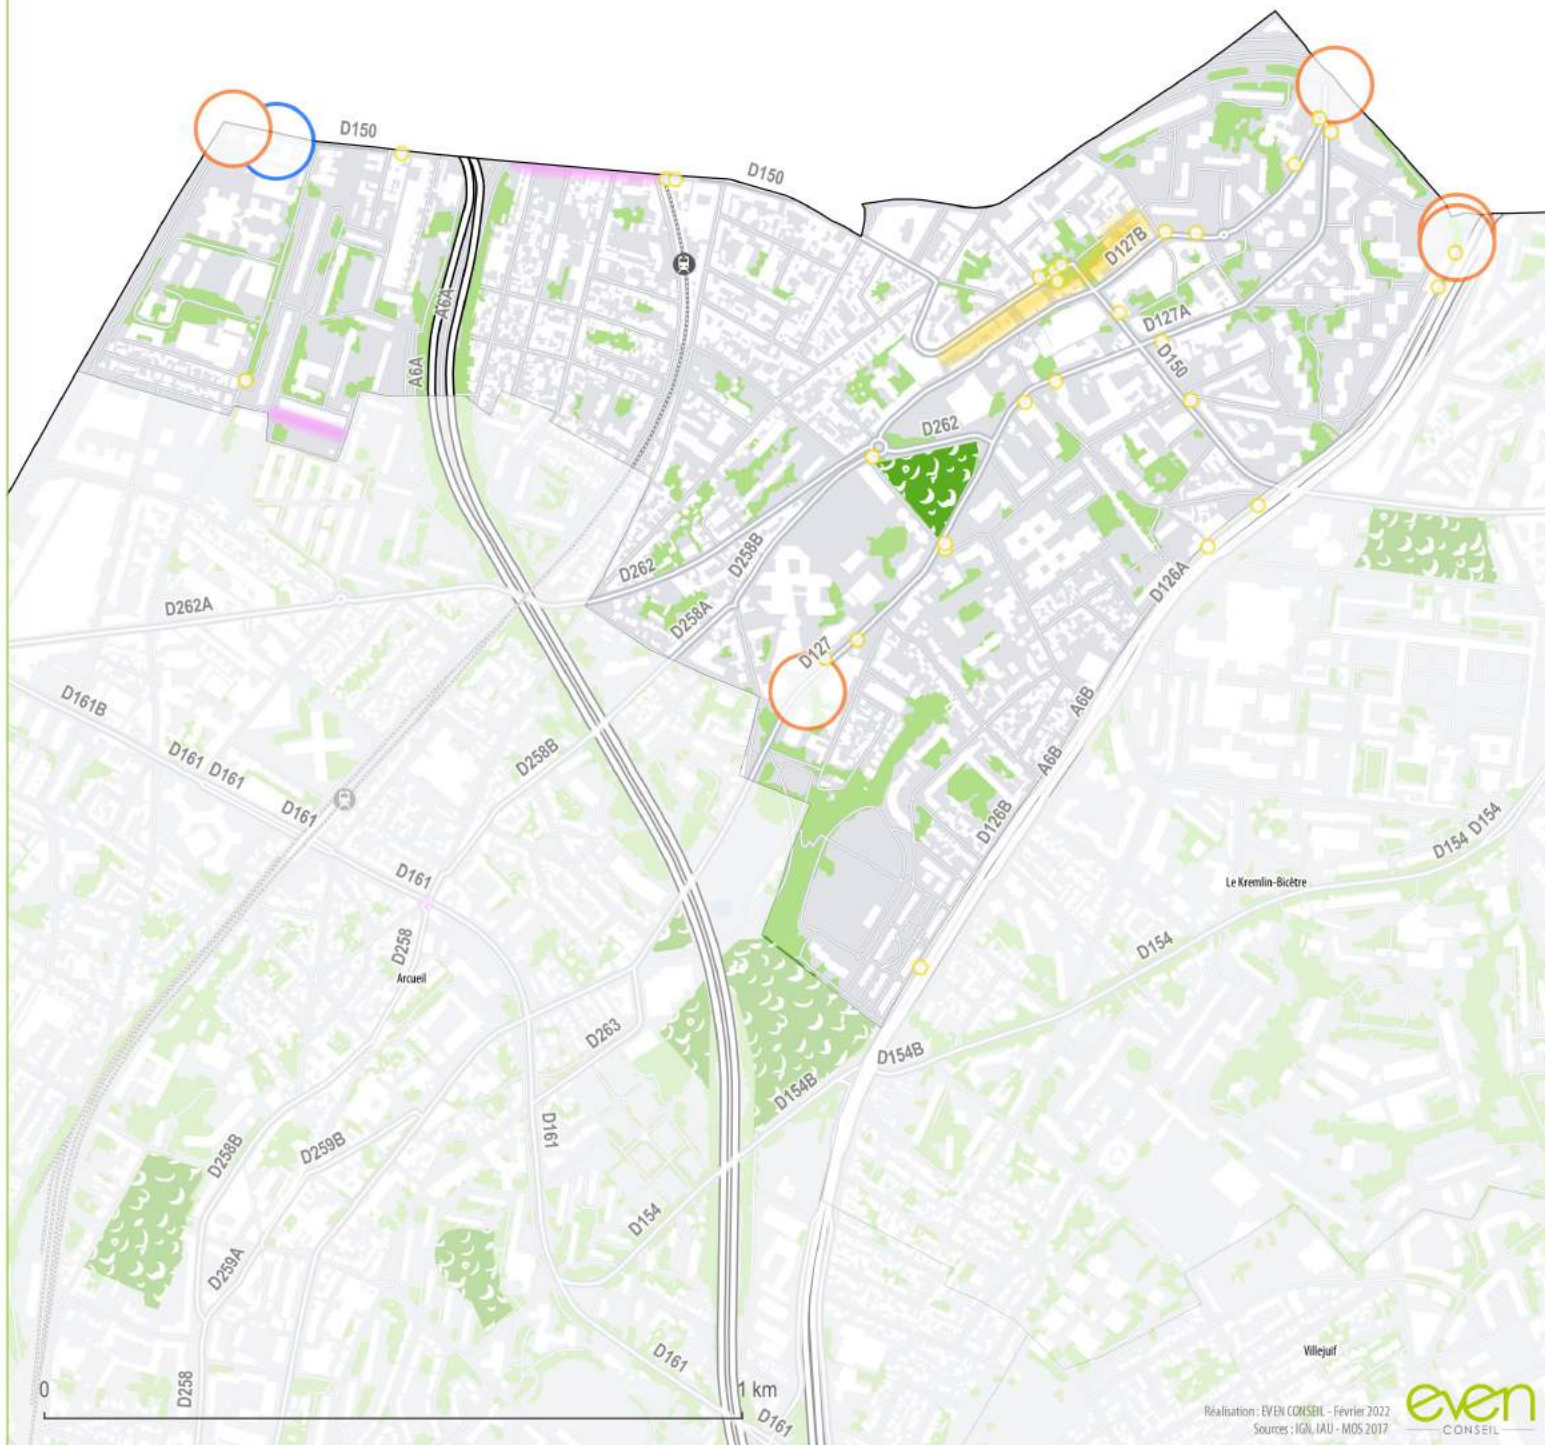 D150
D150
D127B
A6A
D127A
A6A
D150
D262
D258B
D262
D126A
D262A
D258A
D127
D161B
A6B
D161 D161
D258B
A6B
D161
D126B
D154 D154
D161
Le Kremlin-Bicêtre
D258
D154
Arcueil
D263
D154B
D154B
D161
D259B
D258B
D154
D259A
Villejuif
D161
D258
0
1 km
D161
Réalisation : EVEN CONSEIL - Février 2022
Sources : IGN, IAU - MOS 2017
even
CONSEIL